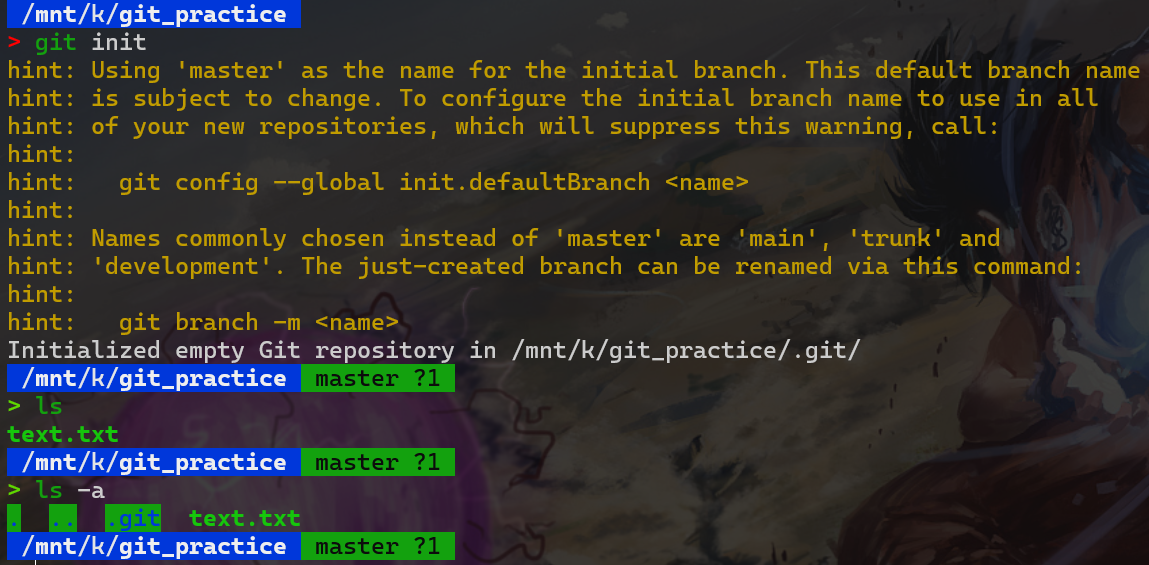 /mnt/k/git_practice
> git init
hint: Using 'master' as the name for the initial branch. This default branch name
hint: is subject to change. To configure the initial branch name to use in all
hint: of your new repositories, which will suppress this warning, call:
hint:
hint:   git config --global init.defaultBranch <name>
hint:
hint: Names commonly chosen instead of 'master' are 'main', 'trunk' and
hint: 'development'. The just-created branch can be renamed via this command:
hint:
hint:   git branch -m <name>
Initialized empty Git repository in /mnt/k/git_practice/.git/
/mnt/k/git_practice  master ?1
> ls
text.txt
/mnt/k/git_practice  master ?1
> ls -a
.  ..  .git  text.txt
/mnt/k/git_practice  master ?1